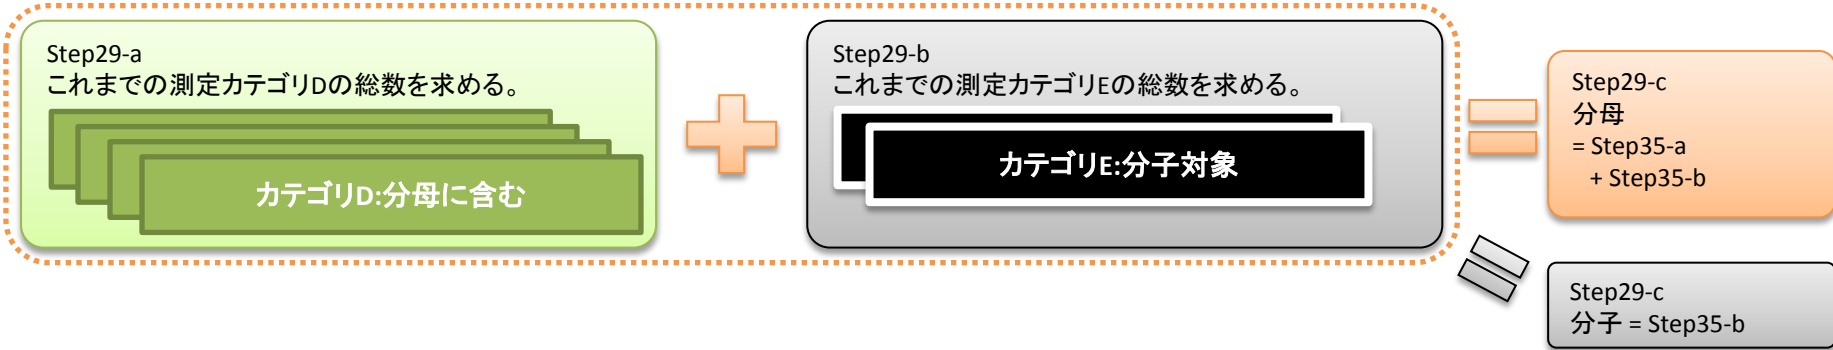 Step29-a
これまでの測定カテゴリDの総数を求める。
カテゴリD:分母に含む
Step29-b
これまでの測定カテゴリEの総数を求める。
カテゴリE:分子対象
Step29-c
分母
= Step35-a
+ Step35-b
Step29-c
分子 = Step35-b